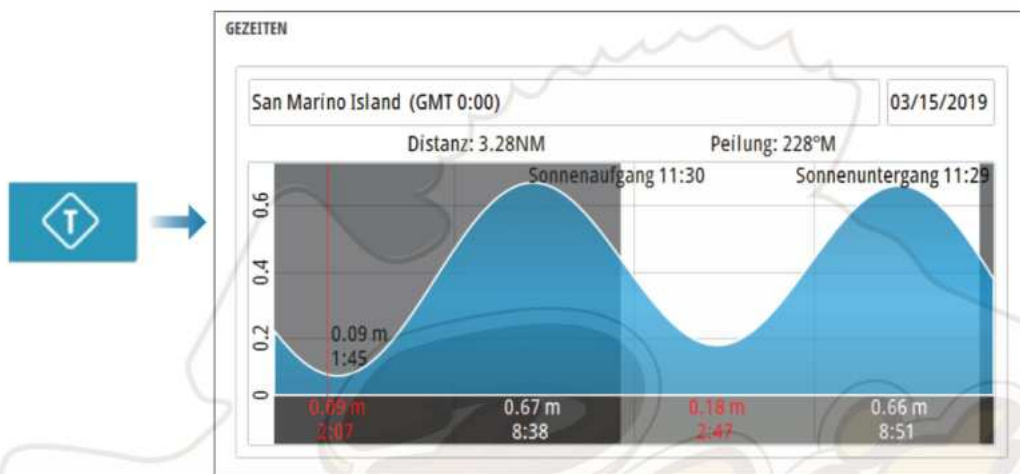 GEZEITEN
San Marino Island (GMT 0:00)
03/15/2019
Distanz: 3.28NM
Peilung: 228°M
Sonnenaufgang 11:30
Sonnenuntergang 11:29
0.6
0.4
0.2
0
0.09 m
1:45
0.09 m
2:07
0.67 m
8:38
0.18 m
2:47
0.66 m
8:51
T